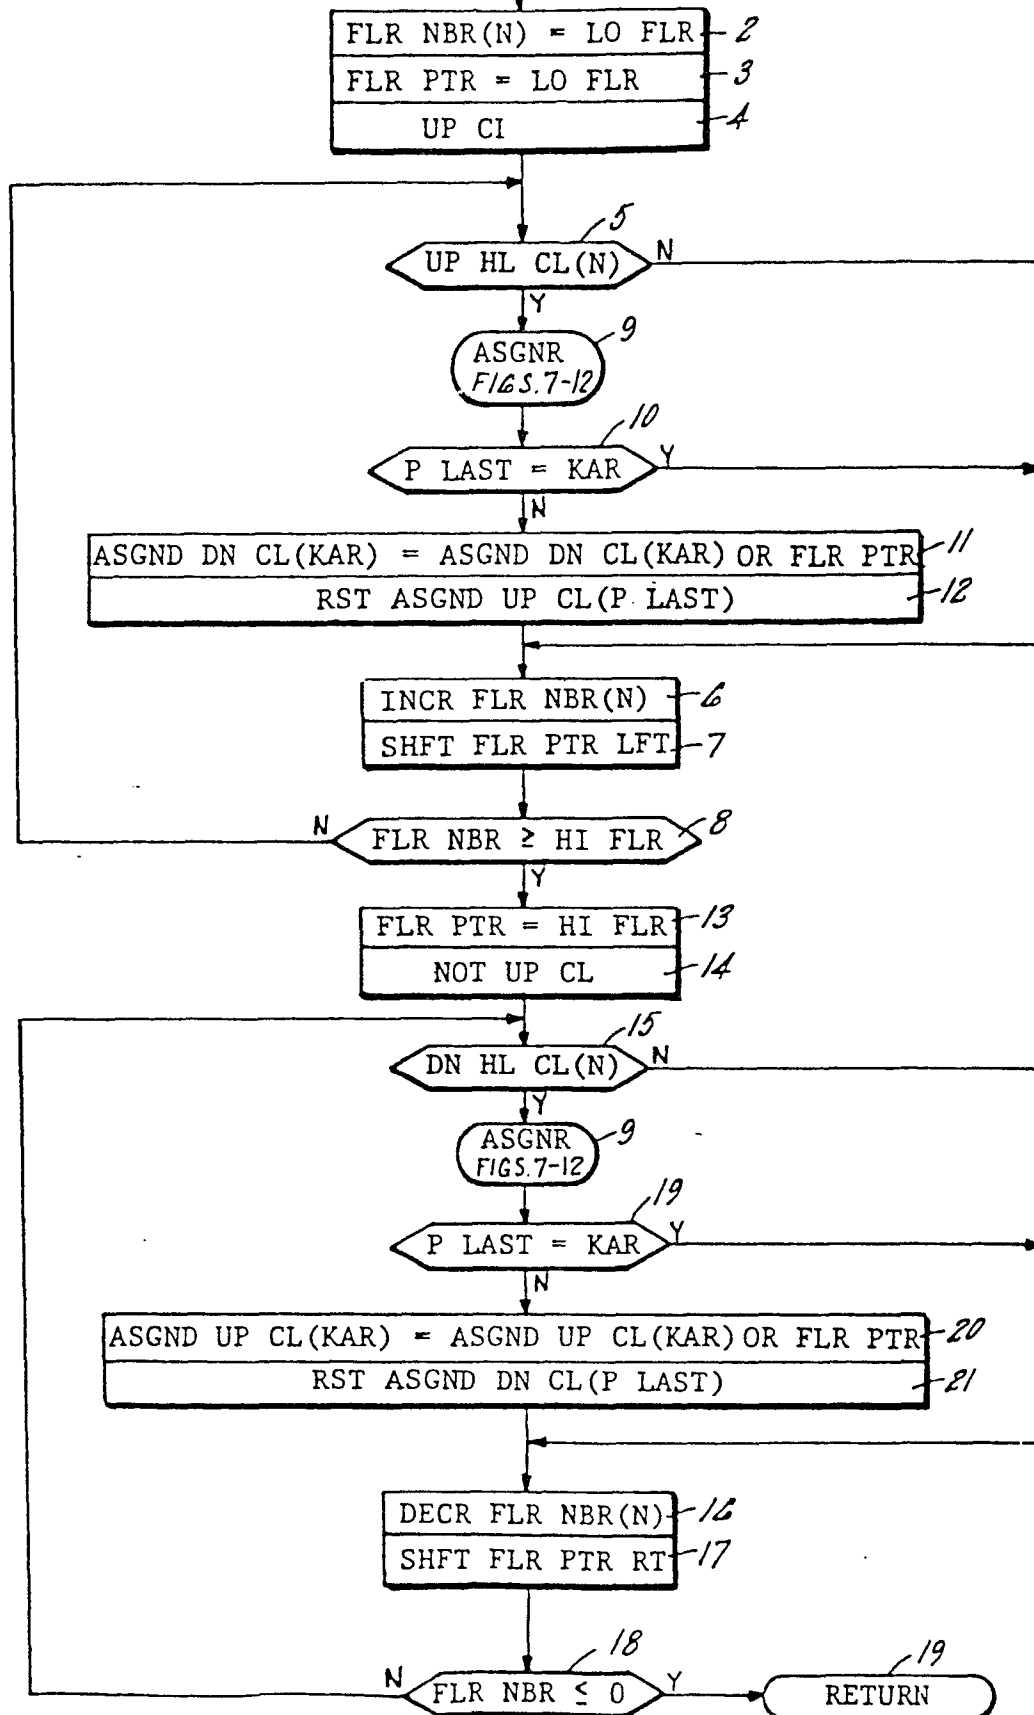 FLR NBR(N) = LO FLR 2
FLR PTR = LO FLR 3
UP CI 4
5
UP HL CL(N) N
Y
9
ASGNR
FIGS. 7-12
10
P LAST = KAR Y
N
ASGND DN CL(KAR) = ASGND DN CL(KAR) OR FLR PTR 11
RST ASGND UP CL(P LAST) 12
INCR FLR NBR(N) 6
SHFT FLR PTR LFT 7
N FLR NBR ≥ HI FLR 8
Y
FLR PTR = HI FLR 13
NOT UP CL 14
15
DN HL CL(N) N
Y
ASGNR 9
FIGS. 7-12
19
P LAST = KAR Y
N
ASGND UP CL(KAR) = ASGND UP CL(KAR) OR FLR PTR 20
RST ASGND DN CL(P LAST) 21
DECR FLR NBR(N) 16
SHFT FLR PTR RT 17
18 19
N FLR NBR ≤ 0 Y RETURN